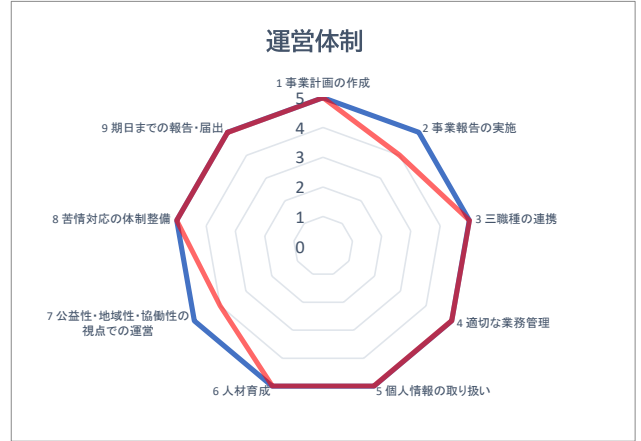 運営体制
1 事業計画の作成
5
4
3
2
1
0
2 事業報告の実施
3 三職種の連携
4 適切な業務管理
5 個人情報の取り扱い
6 人材育成
7 公益性・地域性・協働性の
視点での運営
8 苦情対応の体制整備
9 期日までの報告・届出